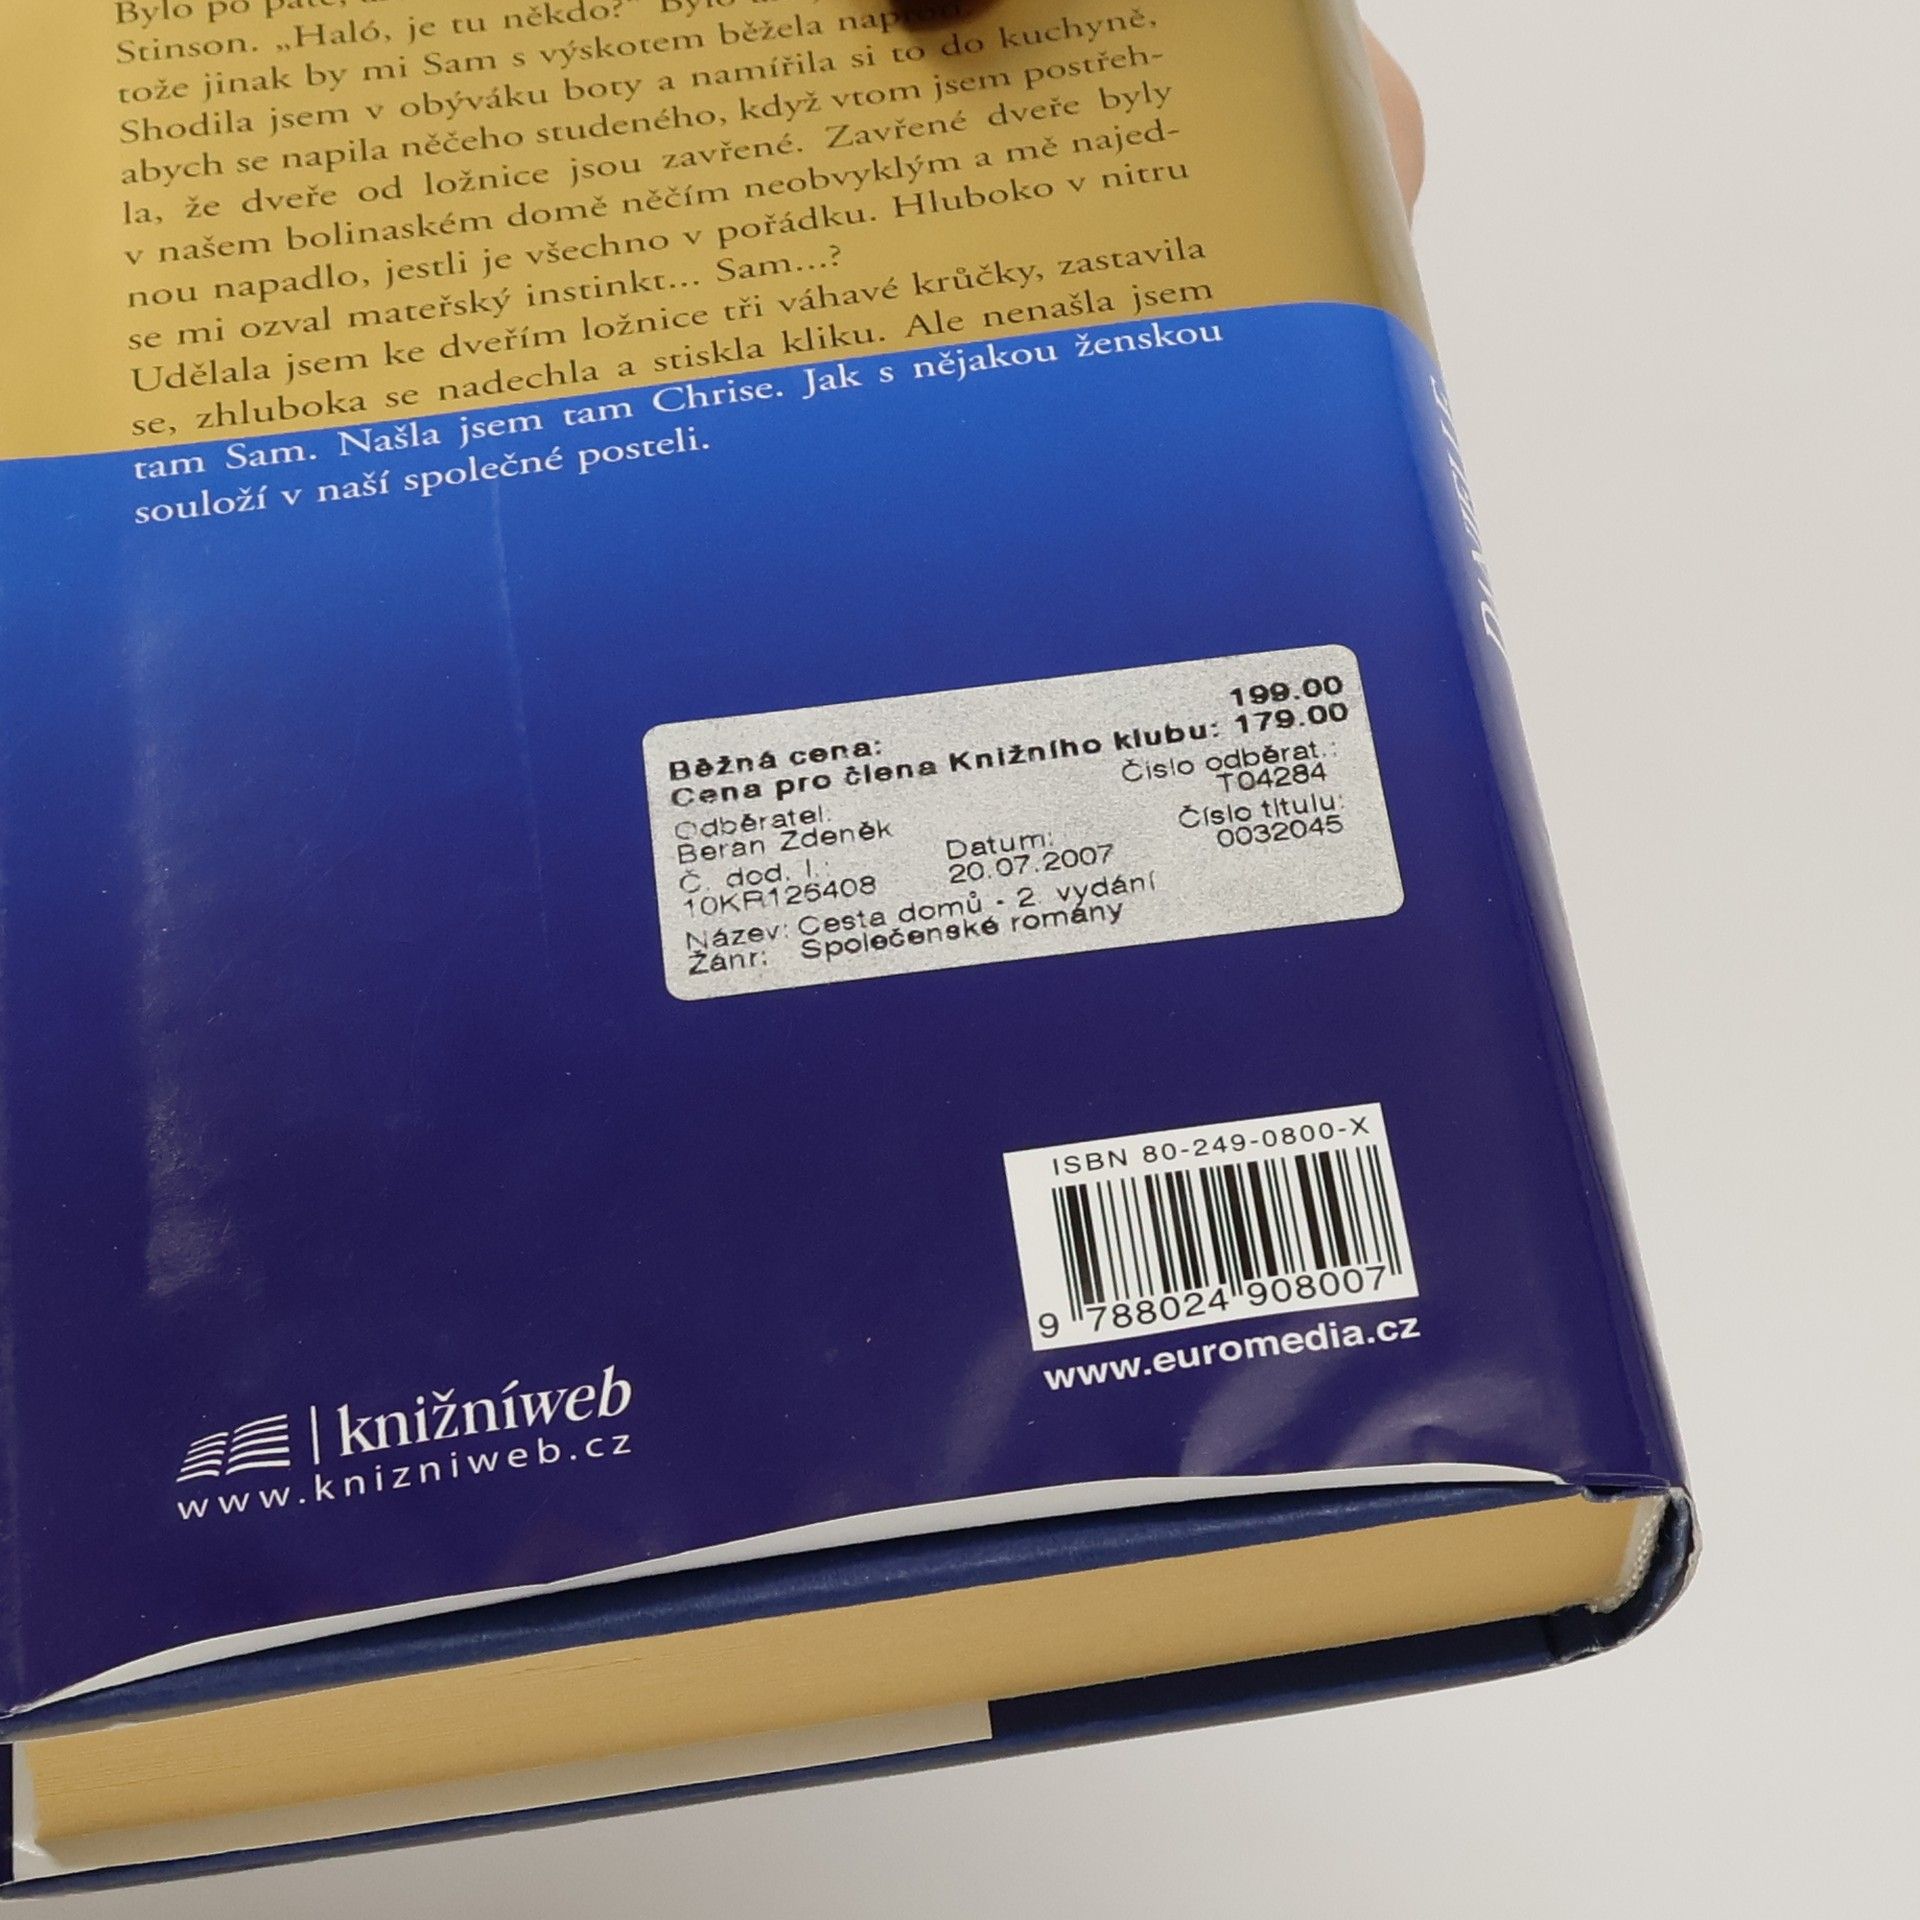 Bylo po páté,
Stinson. „Haló, je tu někdo?“
tože jinak by mi Sam s výskotem běžela naproti.
Shodila jsem v obýváku boty a namířila si to do kuchyně,
abych se napila něčeho studeného, když vtom jsem postřeh-
la, že dveře od ložnice jsou zavřené. Zavřené dveře byly
v našem bolinaském domě něčím neobvyklým a mě najed-
nou napadlo, jestli je všechno v pořádku. Hluboko v nitru
se mi ozval mateřský instinkt... Sam...?
Udělala jsem ke dveřím ložnice tři váhavé krůčky, zastavila
se, zhluboka se nadechla a stiskla kliku. Ale nenašla jsem
tam Sam. Našla jsem tam Chrise. Jak s nějakou ženskou
souloží v naší společné posteli.
Běžná cena: 199.00
Cena pro člena Knižního klubu: 179.00
Odběratel: Číslo odběrat.:
Beran Zdeněk T04284
Č. dod. l.: Datum: Číslo titulu:
10KR125408 20.07.2007 0032045
Název: Cesta domů - 2. vydání
Žánr: Společenské romány
ISBN 80-249-0800-X
9 788024 908007
www.euromedia.cz
knižníweb
www.knizniweb.cz